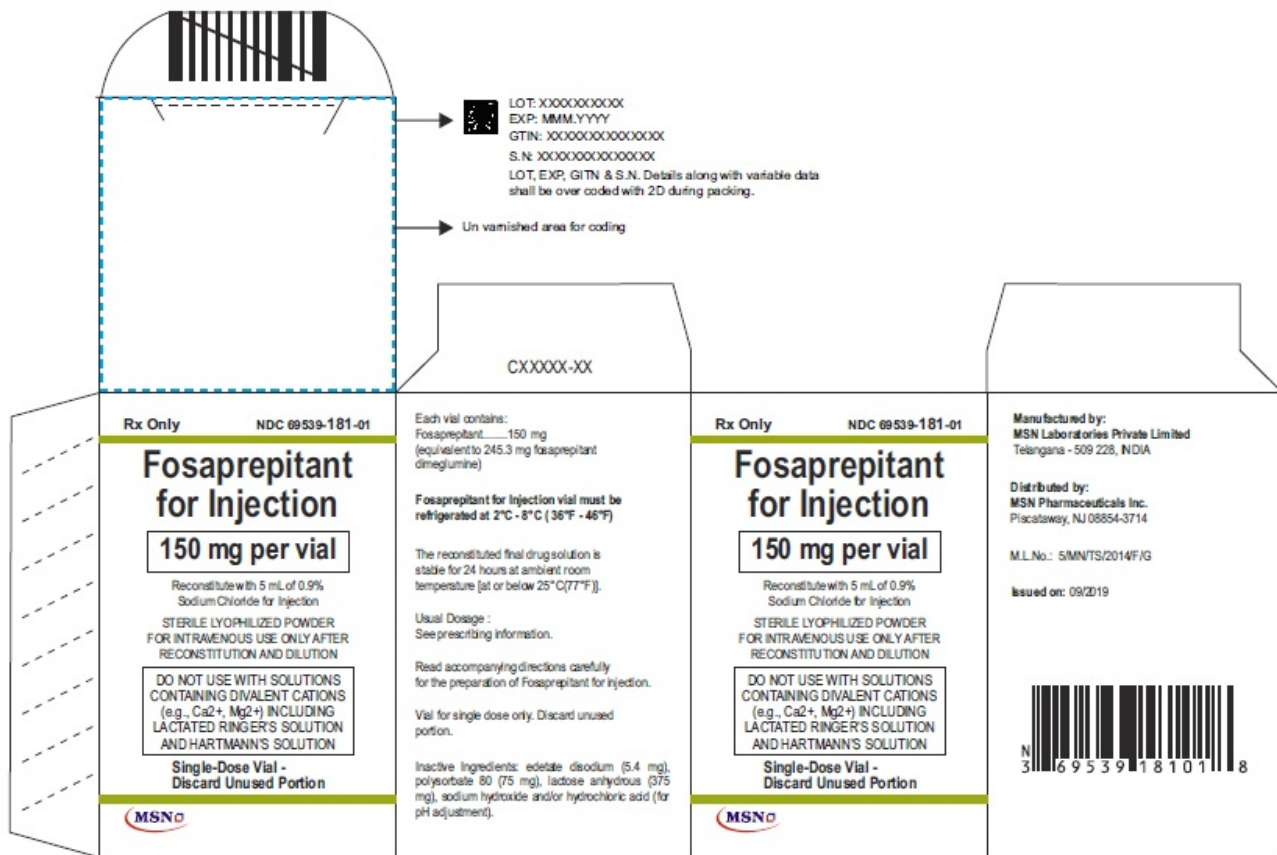 LOT: XXXXXXXXXX
EXP: MMM.YYYY
GTIN: XXXXXXXXXXXXXX
S.N: XXXXXXXXXXXXXX
LOT, EXP, GITN & S.N. Details along with variable data
shall be over coded with 2D during packing.
Un varnished area for coding
CXXXXX-XX
Rx Only NDC 69539-181-01
Fosaprepitant
for Injection
150 mg per vial
Reconstitute with 5 mL of 0.9%
Sodium Chloride for Injection
STERILE LYOPHILIZED POWDER
FOR INTRAVENOUS USE ONLY AFTER
RECONSTITUTION AND DILUTION
DO NOT USE WITH SOLUTIONS
CONTAINING DIVALENT CATIONS
(e.g., Ca2+, Mg2+) INCLUDING
LACTATED RINGER'S SOLUTION
AND HARTMANN'S SOLUTION
Single-Dose Vial -
Discard Unused Portion
MSN
Each vial contains:
Fosaprepitant.........150 mg
(equivalent to 245.3 mg fosaprepitant
dimeglumine)
Fosaprepitant for Injection vial must be
refrigerated at 2°C - 8°C ( 36°F - 46°F)
The reconstituted final drug solution is
stable for 24 hours at ambient room
temperature [at or below 25°C(77°F)].
Usual Dosage :
See prescribing information.
Read accompanying directions carefully
for the preparation of Fosaprepitant for injection.
Vial for single dose only. Discard unused
portion.
Inactive Ingredients: edetate disodium (5.4 mg),
polysorbate 80 (75 mg), lactose anhydrous (375
mg), sodium hydroxide and/or hydrochloric acid (for
pH adjustment).
Rx Only NDC 69539-181-01
Fosaprepitant
for Injection
150 mg per vial
Reconstitute with 5 mL of 0.9%
Sodium Chloride for Injection
STERILE LYOPHILIZED POWDER
FOR INTRAVENOUS USE ONLY AFTER
RECONSTITUTION AND DILUTION
DO NOT USE WITH SOLUTIONS
CONTAINING DIVALENT CATIONS
(e.g., Ca2+, Mg2+) INCLUDING
LACTATED RINGER'S SOLUTION
AND HARTMANN'S SOLUTION
Single-Dose Vial -
Discard Unused Portion
MSN
Manufactured by:
MSN Laboratories Private Limited
Telangana - 509 228, INDIA
Distributed by:
MSN Pharmaceuticals Inc.
Piscataway, NJ 08854-3714
M.L.No.: 5/MN/TS/2014/F/G
Issued on: 09/2019
N
3 69539 18101 8